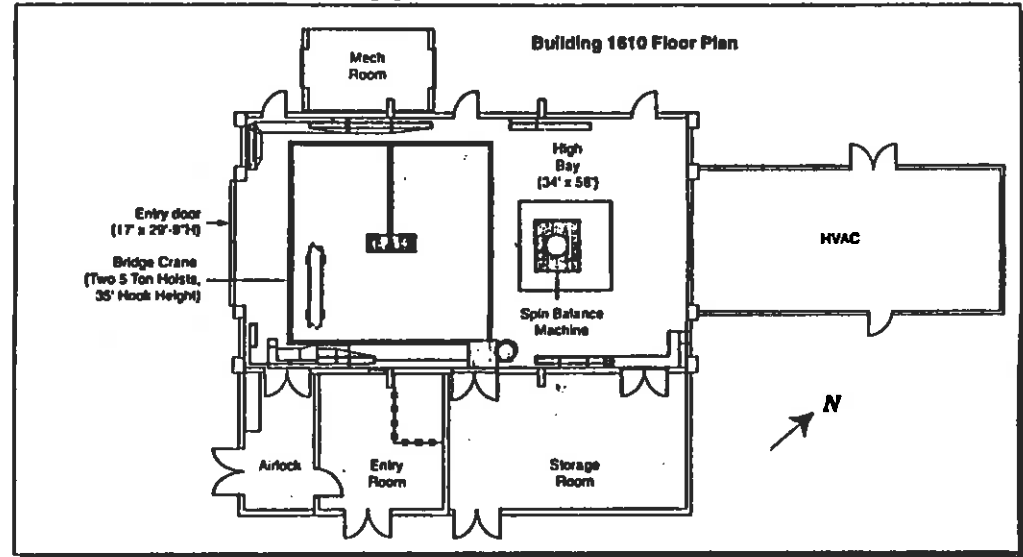 Building 1610 Floor Plan
Mech
Room
High
Bay
(34' x 58')
Entry door
(17' x 29'-9"H)
HVAC
Bridge Crane
(Two 5 Ton Hoists,
35' Hook Height)
Spin Balance
Machine
N
Airlock
Entry
Room
Storage
Room